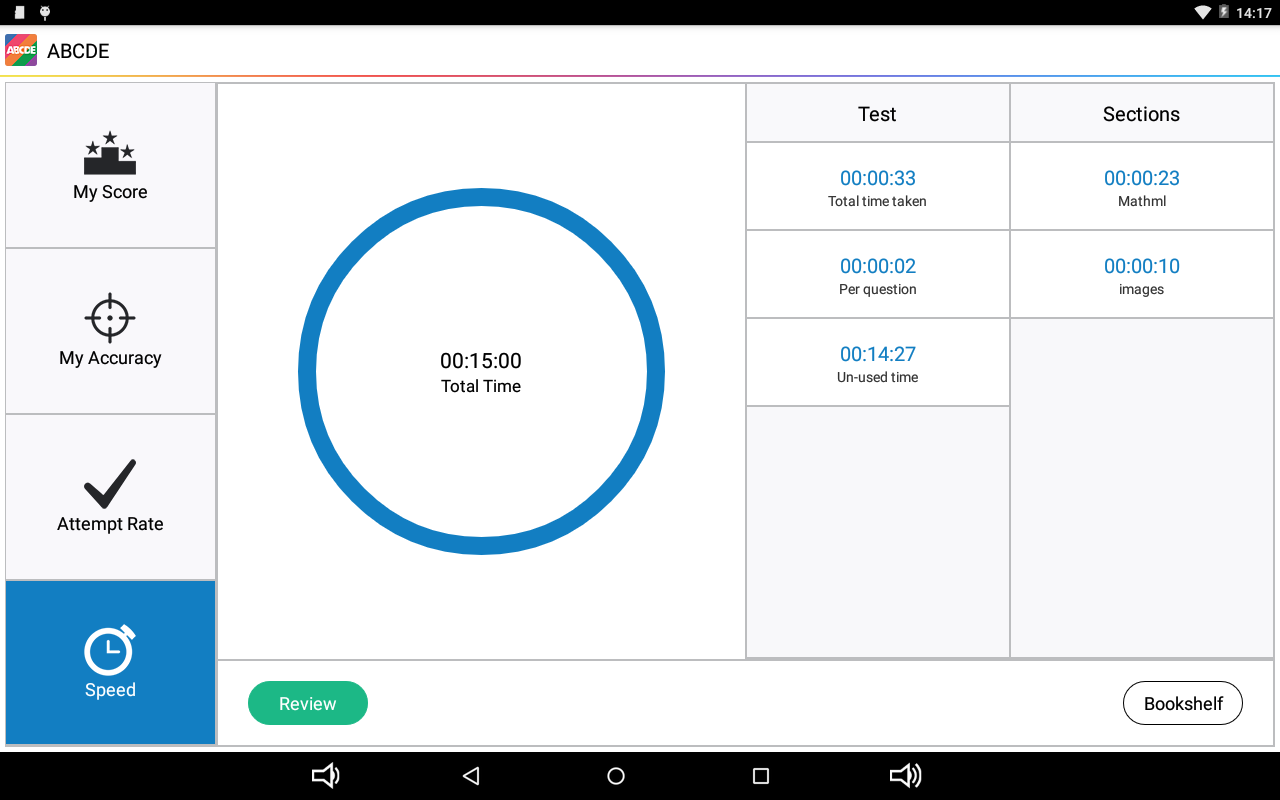 14:17
ABCDE
ABCDE
My Score
My Accuracy
Attempt Rate
Speed
00:15:00
Total Time
Test
00:00:33
Total time taken
00:00:02
Per question
00:14:27
Un-used time
Sections
00:00:23
Mathml
00:00:10
images
Review
Bookshelf